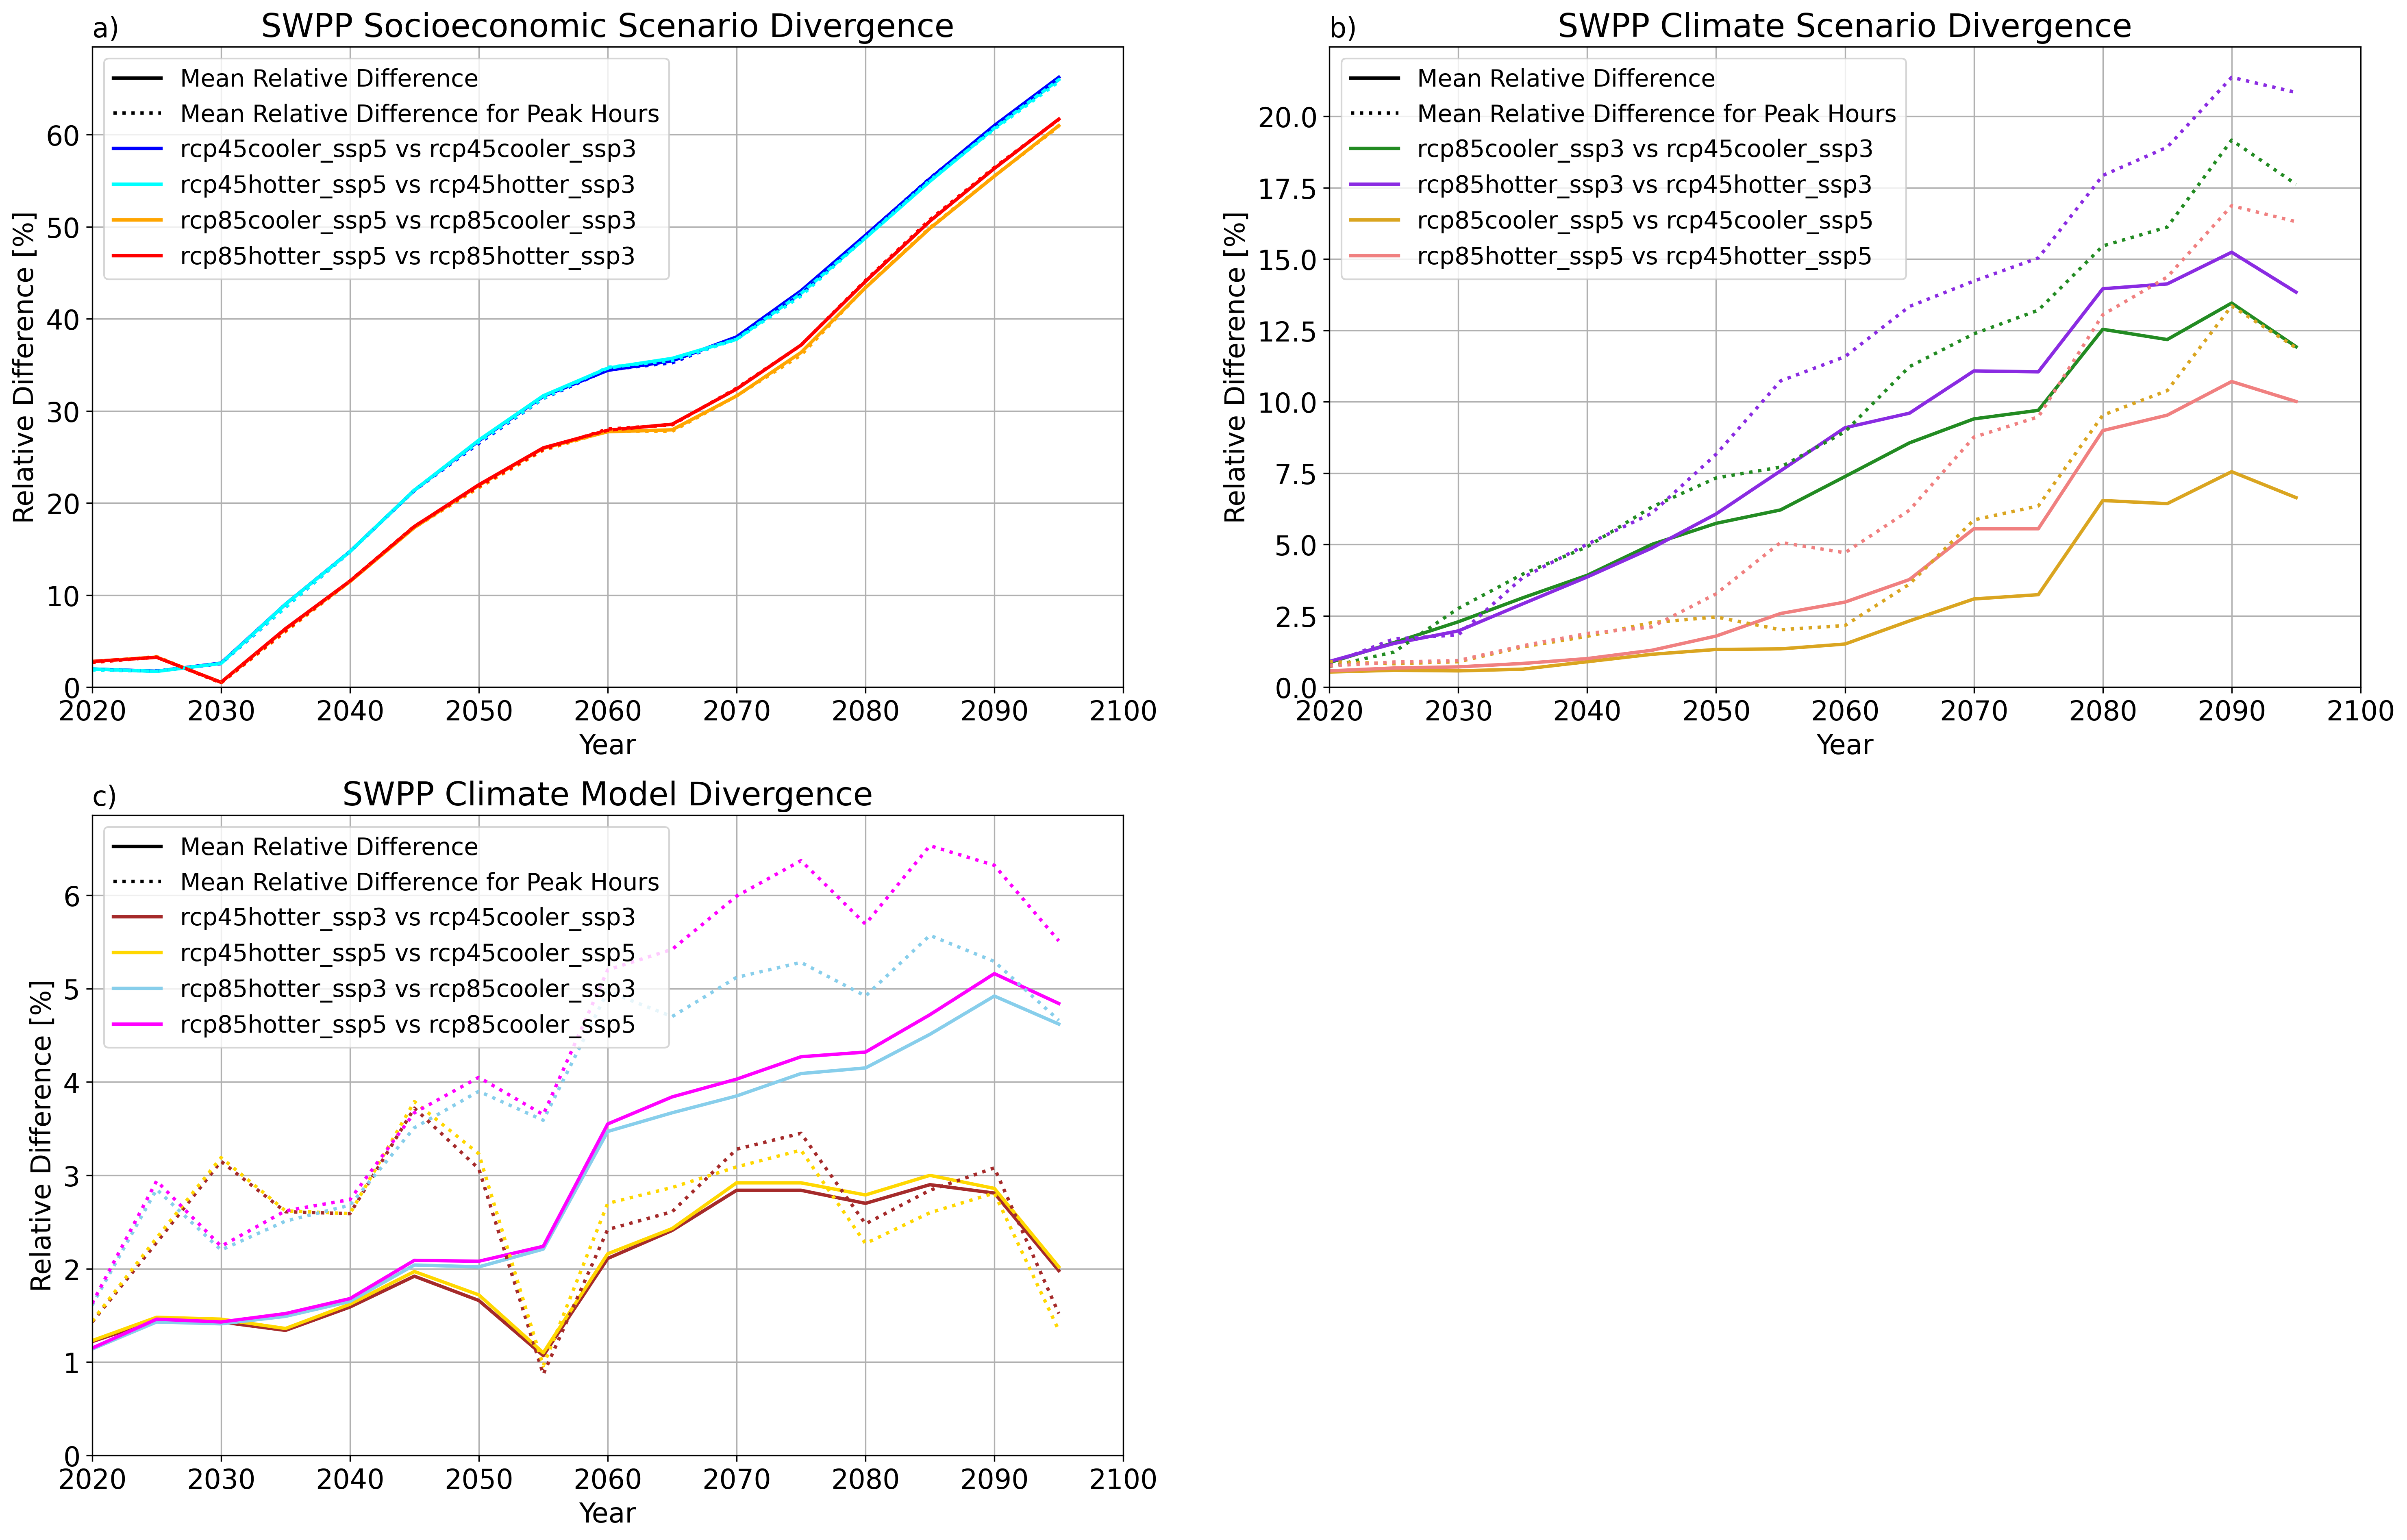 a)
SWPP Socioeconomic Scenario Divergence
Mean Relative Difference
Mean Relative Difference for Peak Hours
rcp45cooler_ssp5 vs rcp45cooler_ssp3
rcp45hotter_ssp5 vs rcp45hotter_ssp3
rcp85cooler_ssp5 vs rcp85cooler_ssp3
rcp85hotter_ssp5 vs rcp85hotter_ssp3
Relative Difference [%]
60
50
40
30
20
10
0
2020 2030 2040 2050 2060 2070 2080 2090 2100
Year
b)
SWPP Climate Scenario Divergence
Mean Relative Difference
Mean Relative Difference for Peak Hours
rcp85cooler_ssp3 vs rcp45cooler_ssp3
rcp85hotter_ssp3 vs rcp45hotter_ssp3
rcp85cooler_ssp5 vs rcp45cooler_ssp5
rcp85hotter_ssp5 vs rcp45hotter_ssp5
Relative Difference [%]
20.0
17.5
15.0
12.5
10.0
7.5
5.0
2.5
0.0
2020 2030 2040 2050 2060 2070 2080 2090 2100
Year
c)
SWPP Climate Model Divergence
Mean Relative Difference
Mean Relative Difference for Peak Hours
rcp45hotter_ssp3 vs rcp45cooler_ssp3
rcp45hotter_ssp5 vs rcp45cooler_ssp5
rcp85hotter_ssp3 vs rcp85cooler_ssp3
rcp85hotter_ssp5 vs rcp85cooler_ssp5
Relative Difference [%]
6
5
4
3
2
1
0
2020 2030 2040 2050 2060 2070 2080 2090 2100
Year